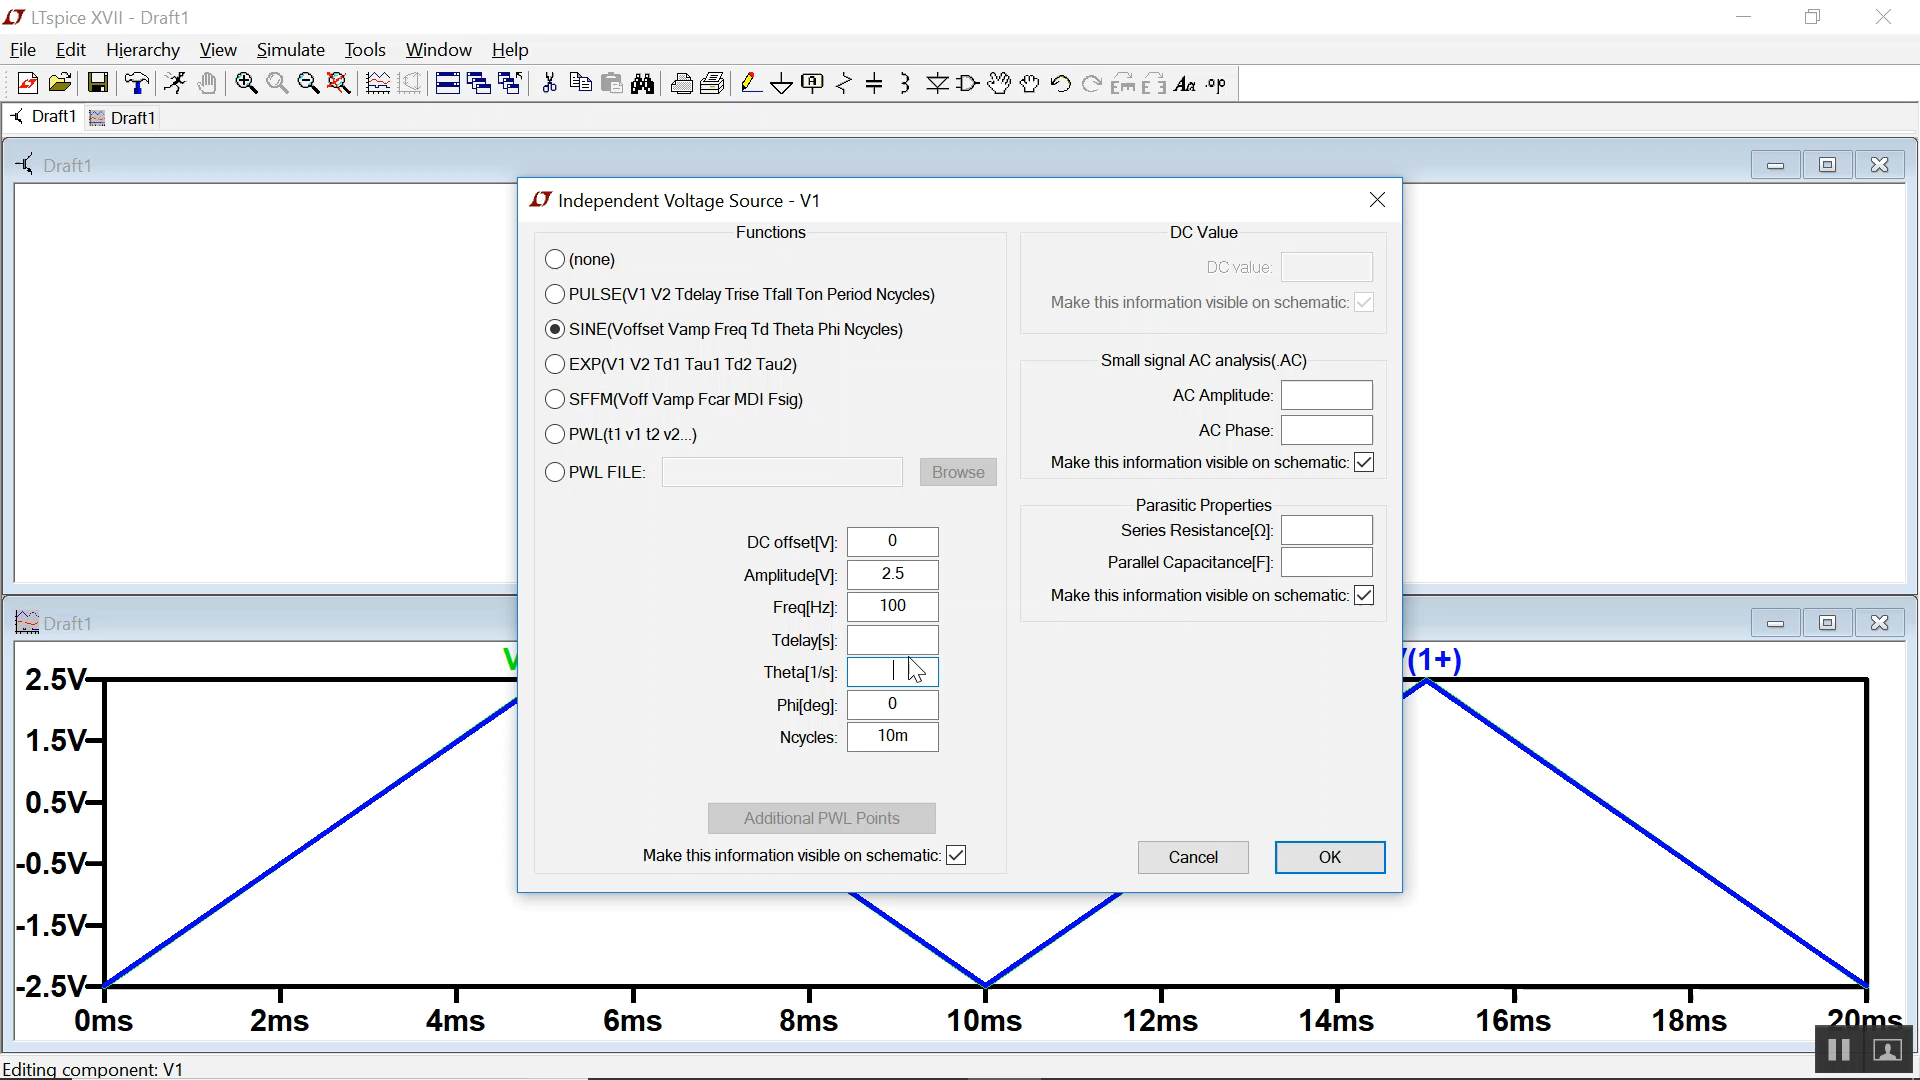 LTspice XVII - Draft1
File Edit Hierarchy View Simulate Tools Window Help
Aa .op
Draft1 Draft1
Draft1
Independent Voltage Source - V1
Functions
(none)
PULSE(V1 V2 Tdelay Trise Tfall Ton Period Ncycles)
SINE(Voffset Vamp Freq Td Theta Phi Ncycles)
EXP(V1 V2 Td1 Tau1 Td2 Tau2)
SFFM(Voff Vamp Fcar MDI Fsig)
PWL(t1 v1 t2 v2...)
PWL FILE: Browse
DC offset[V]: 0
Amplitude[V]: 2.5
Freq[Hz]: 100
Tdelay[s]:
Theta[1/s]:
Phi[deg]: 0
Ncycles: 10m
Additional PWL Points
Make this information visible on schematic:
DC Value
DC value:
Make this information visible on schematic:
Small signal AC analysis(.AC)
AC Amplitude:
AC Phase:
Make this information visible on schematic:
Parasitic Properties
Series Resistance[Ω]:
Parallel Capacitance[F]:
Make this information visible on schematic:
Cancel OK
Draft1
(1+)
2.5V
1.5V
0.5V
-0.5V
-1.5V
-2.5V
0ms 2ms 4ms 6ms 8ms 10ms 12ms 14ms 16ms 18ms 20ms
Editing component: V1